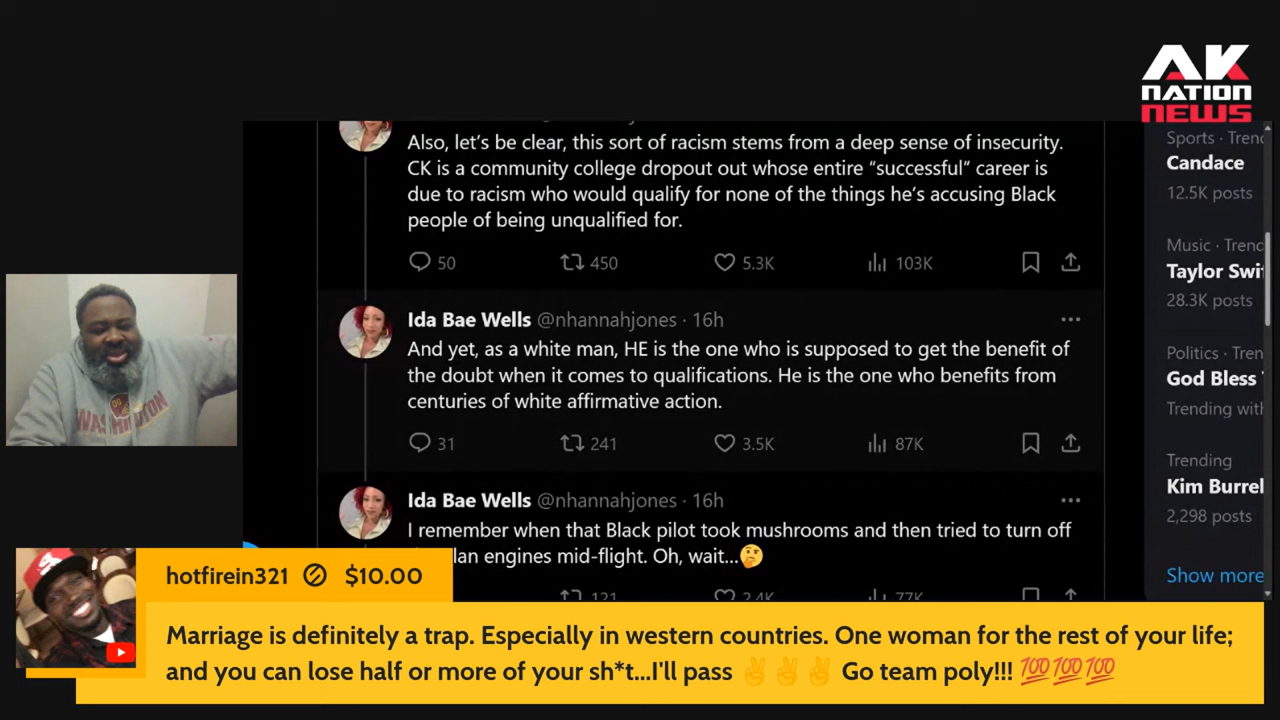 AK
NATION
NEWS
Also, let's be clear, this sort of racism stems from a deep sense of insecurity.
CK is a community college dropout out whose entire “successful” career is
due to racism who would qualify for none of the things he's accusing Black
people of being unqualified for.
50 450 5.3K 103K
Ida Bae Wells @nhannahjones · 16h
And yet, as a white man, HE is the one who is supposed to get the benefit of
the doubt when it comes to qualifications. He is the one who benefits from
centuries of white affirmative action.
31 241 3.5K 87K
Ida Bae Wells @nhannahjones · 16h
I remember when that Black pilot took mushrooms and then tried to turn off
engines mid-flight. Oh, wait...🤔
121 2.4K 77K
Sports · Trend
Candace
12.5K posts
Music · Trend
Taylor Swif
28.3K posts
Politics · Tren
God Bless
Trending with
Trending
Kim Burrel
2,298 posts
Show more
WASHINGTON
hotfirein321 $10.00
Marriage is definitely a trap. Especially in western countries. One woman for the rest of your life;
and you can lose half or more of your sh*t...I'll pass ✌✌✌ Go team poly!!! 💯💯💯